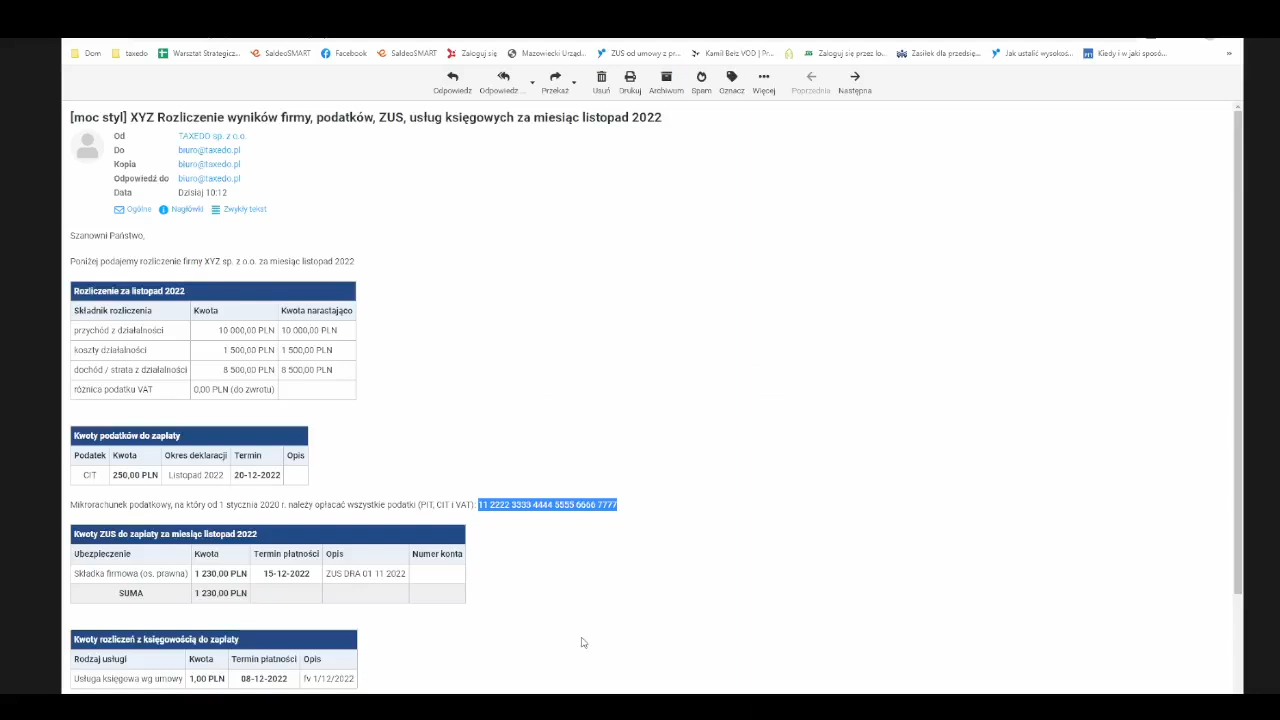 Dom taxedo Warsztat Strategicz... SaldeoSMART Facebook SaldeoSMART Zaloguj się Mazowiecki Urząd... ZUS od umowy z pr... Kamil Beiz VOD | Pr... Zaloguj się przez lo... Zasiłek dla przedsię... Jak ustalić wysokoś... Kiedy i w jaki sposó... »
Odpowiedz Odpowiedz ... Przekaż Usuń Drukuj Archiwum Spam Oznacz Więcej Poprzednia Następna
[moc styl] XYZ Rozliczenie wyników firmy, podatków, ZUS, usług księgowych za miesiąc listopad 2022
Od TAXEDO sp. z o.o.
Do biuro@taxedo.pl
Kopia biuro@taxedo.pl
Odpowiedź do biuro@taxedo.pl
Data Dzisiaj 10:12
Ogólne Nagłówki Zwykły tekst
Szanowni Państwo,
Poniżej podajemy rozliczenie firmy XYZ sp. z o.o. za miesiąc listopad 2022
Rozliczenie za listopad 2022
Składnik rozliczenia Kwota Kwota narastająco
przychód z działalności 10 000,00 PLN 10 000,00 PLN
koszty działalności 1 500,00 PLN 1 500,00 PLN
dochód / strata z działalności 8 500,00 PLN 8 500,00 PLN
różnica podatku VAT 0,00 PLN (do zwrotu)
Kwoty podatków do zapłaty
Podatek Kwota Okres deklaracji Termin Opis
CIT 250,00 PLN Listopad 2022 20-12-2022
Mikrorachunek podatkowy, na który od 1 stycznia 2020 r. należy opłacać wszystkie podatki (PIT, CIT i VAT): 11 2222 3333 4444 5555 6666 7777
Kwoty ZUS do zapłaty za miesiąc listopad 2022
Ubezpieczenie Kwota Termin płatności Opis Numer konta
Składka firmowa (os. prawna) 1 230,00 PLN 15-12-2022 ZUS DRA 01 11 2022
SUMA 1 230,00 PLN
Kwoty rozliczeń z księgowością do zapłaty
Rodzaj usługi Kwota Termin płatności Opis
Usługa księgowa wg umowy 1,00 PLN 08-12-2022 fv 1/12/2022